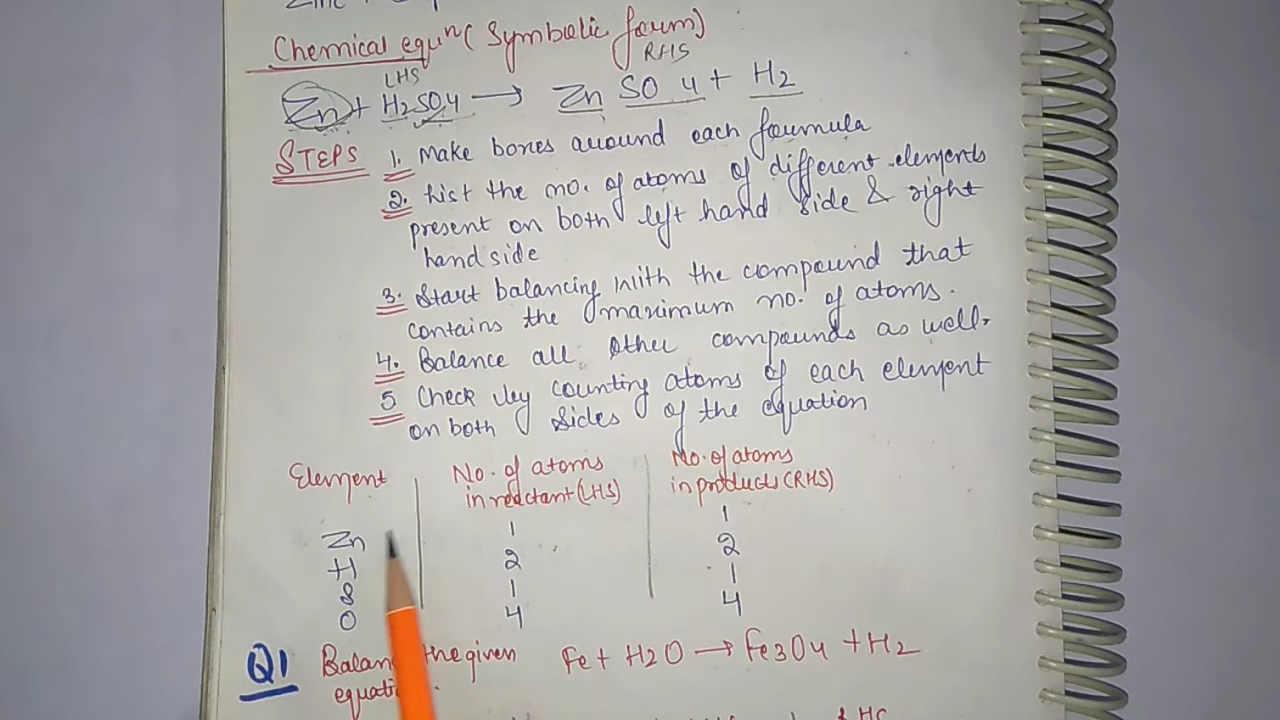 Chemical equⁿ (Symbolic form)
LHS RHS
Zn + H2SO4 → Zn SO 4 + H2
STEPS 1. Make boxes around each formula
2. List the no. of atoms of different elements
present on both left hand side & right
hand side
3. Start balancing with the compound that
contains the maximum no. of atoms.
4. Balance all other compounds as well.
5 Check by counting atoms of each element
on both sides of the equation
Element No. of atoms No. of atoms
in reactant (LHS) in products (RHS)
Zn 1 1
H 2 2
S 1 1
O 4 4
Q1 Balance the given Fe + H2O → Fe3O4 + H2